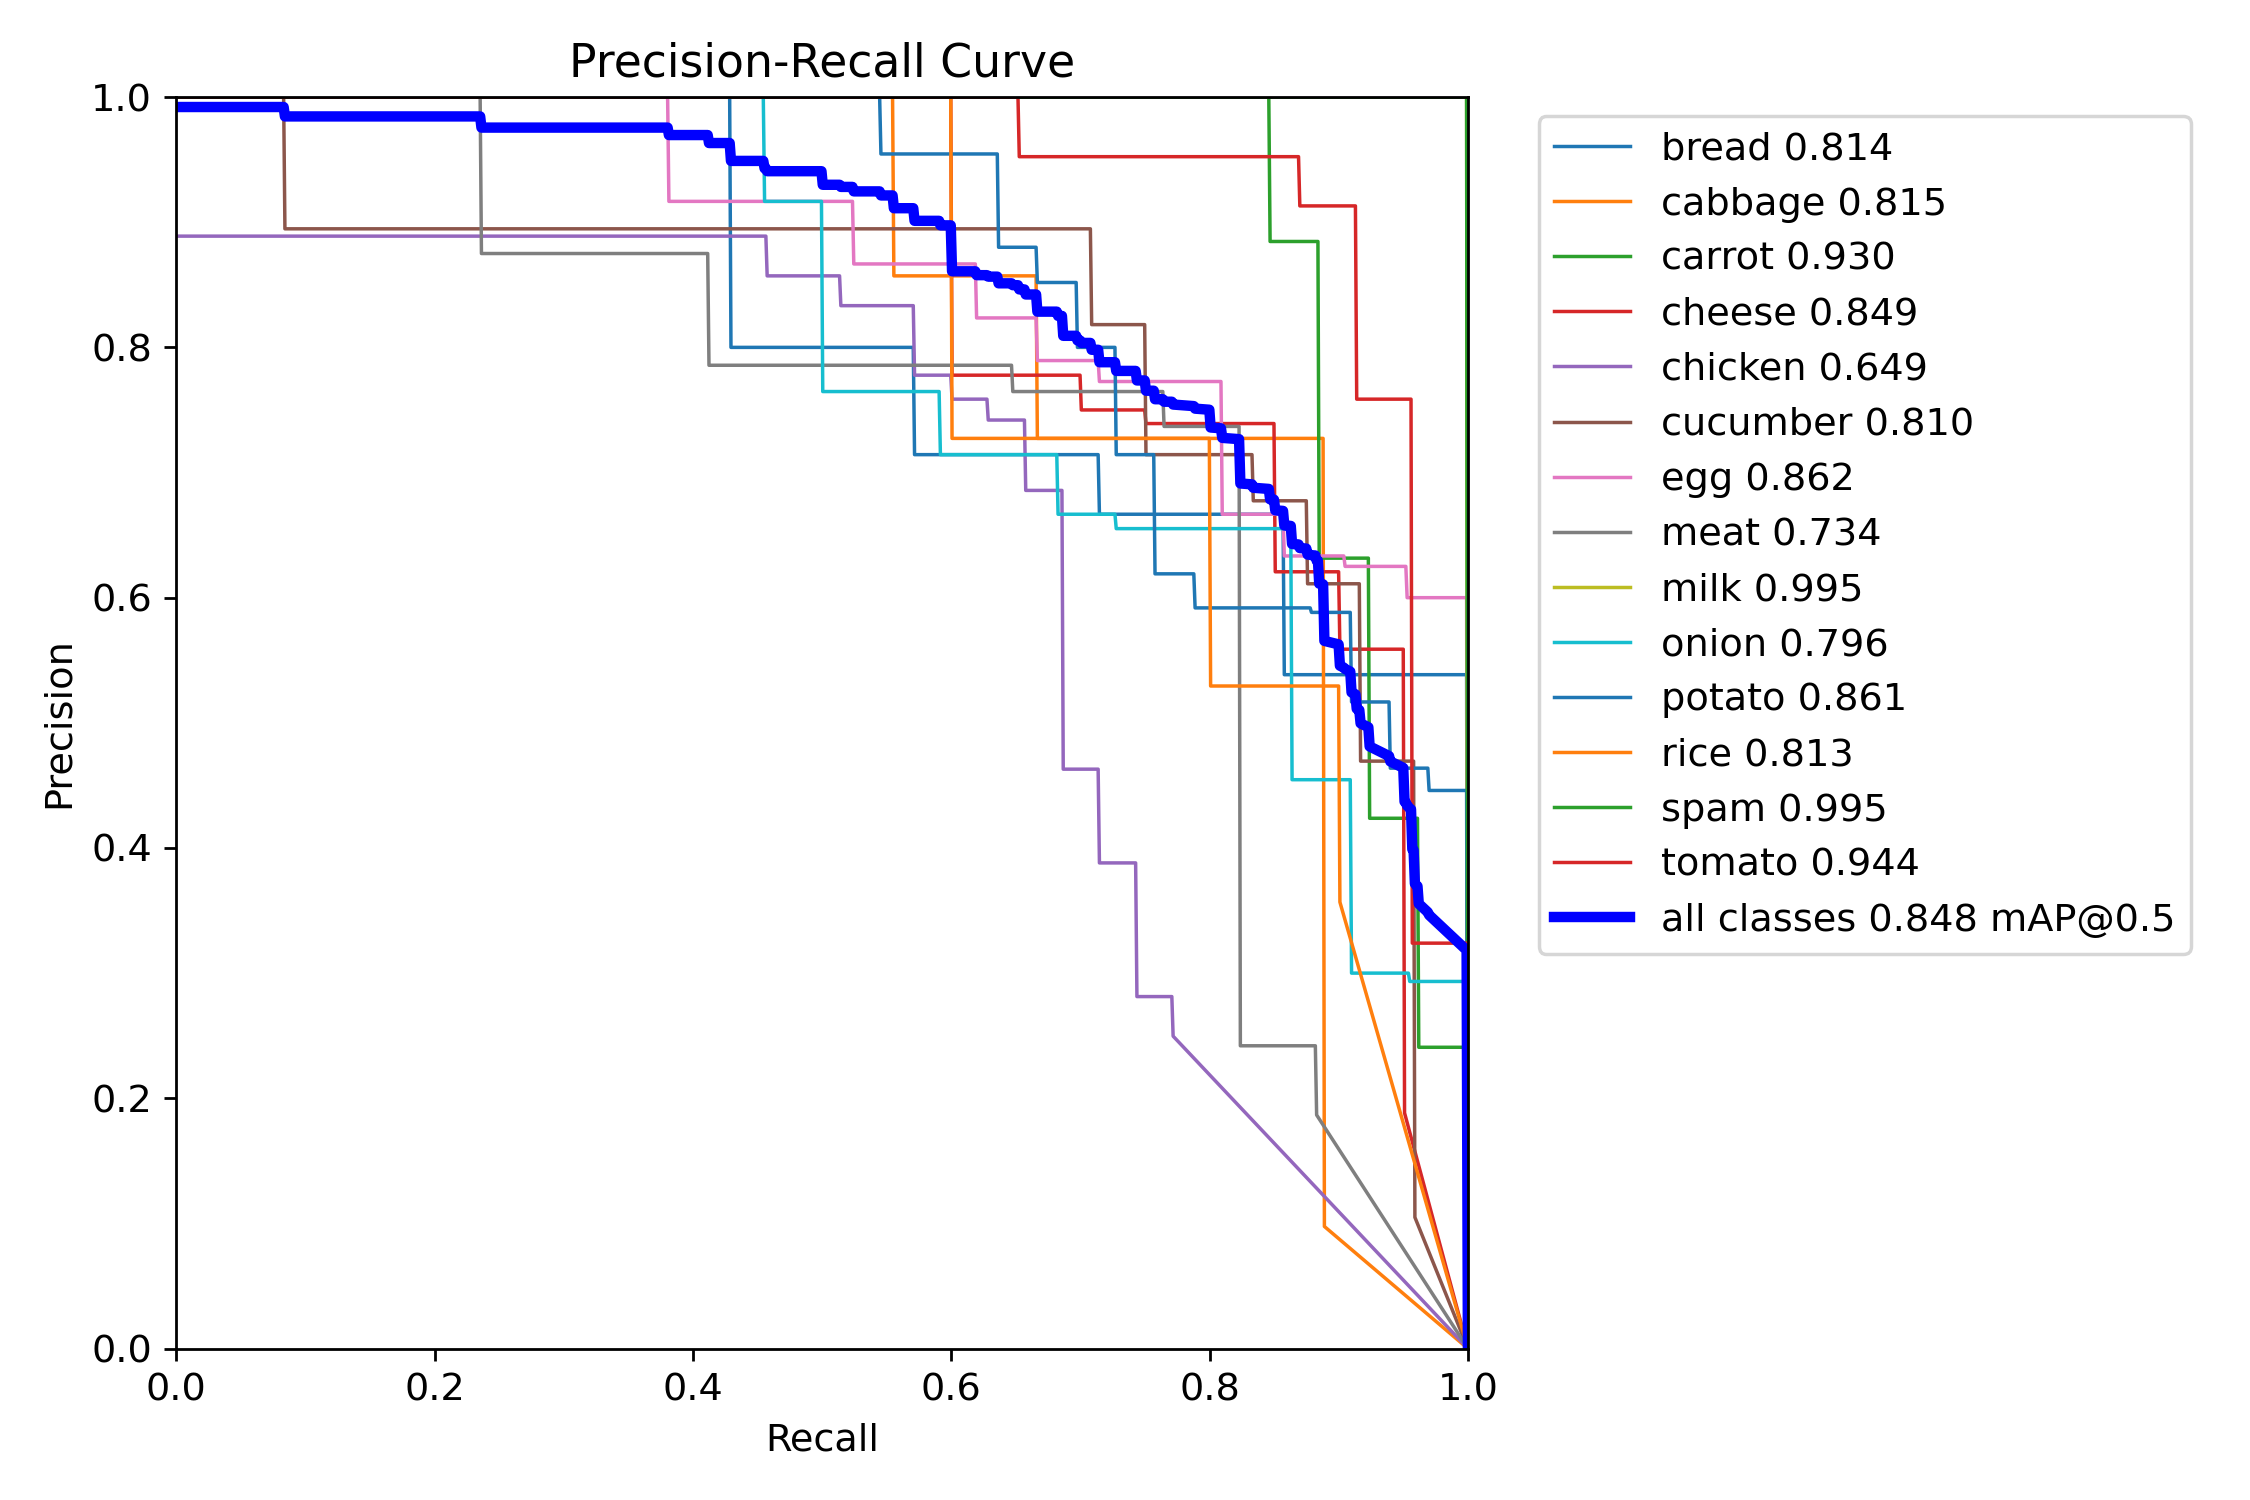 Precision-Recall Curve
1.0
0.8
0.6
0.4
0.2
0.0
Precision
0.0 0.2 0.4 0.6 0.8 1.0
Recall
bread 0.814
cabbage 0.815
carrot 0.930
cheese 0.849
chicken 0.649
cucumber 0.810
egg 0.862
meat 0.734
milk 0.995
onion 0.796
potato 0.861
rice 0.813
spam 0.995
tomato 0.944
all classes 0.848 mAP@0.5